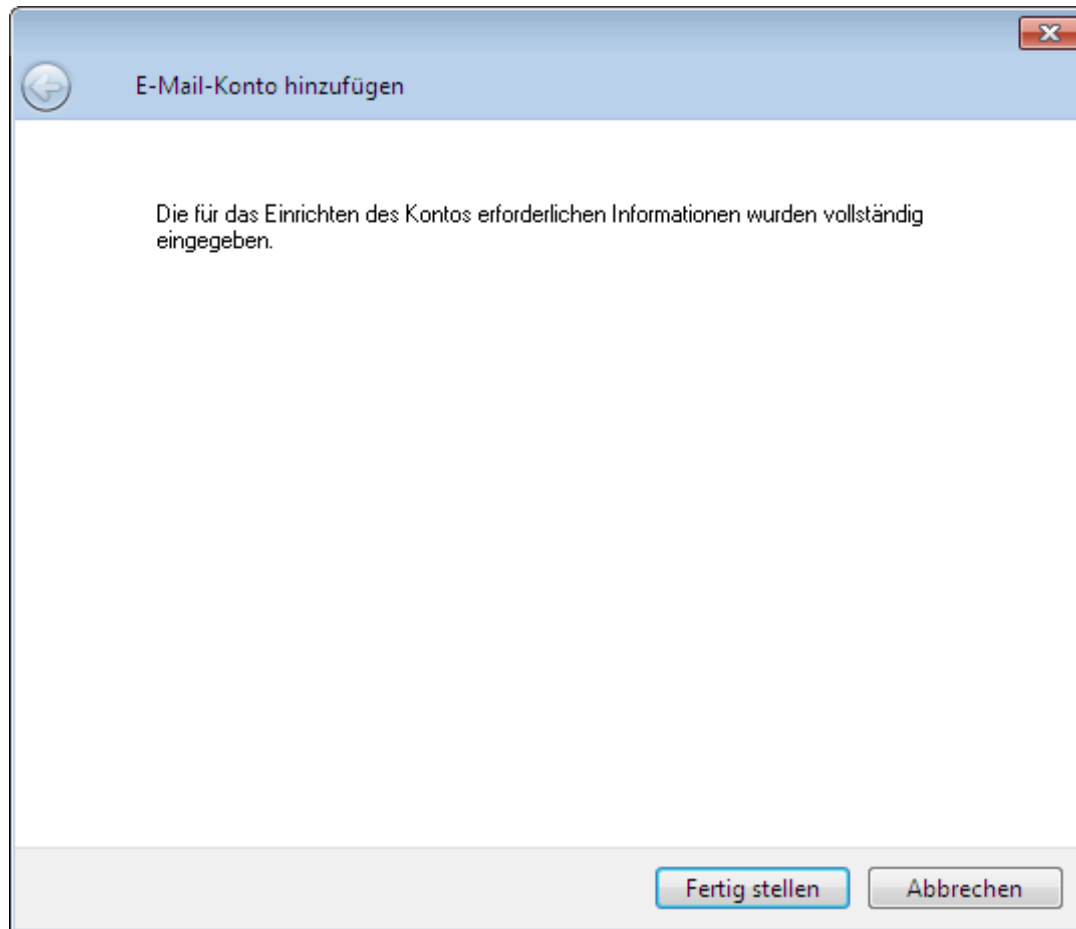 E-Mail-Konto hinzufügen
Die für das Einrichten des Kontos erforderlichen Informationen wurden vollständig
eingegeben.
Fertig stellen
Abbrechen